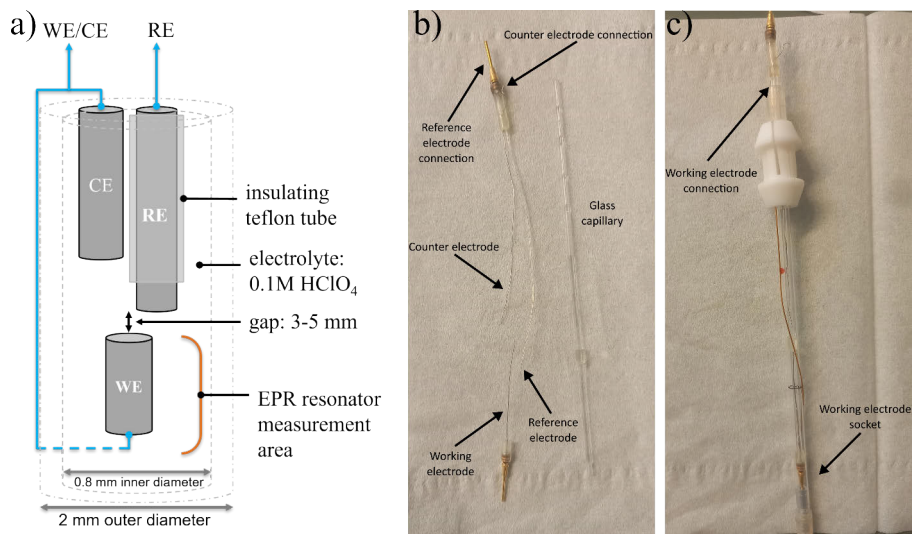 a)
WE/CE
RE
CE
RE
insulating
teflon tube
electrolyte:
0.1M HClO₄
gap: 3-5 mm
WE
EPR resonator
measurement
area
0.8 mm inner diameter
2 mm outer diameter
b)
Counter electrode connection
Reference
electrode
connection
Glass
capillary
Counter electrode
Reference
electrode
Working
electrode
c)
Working electrode
connection
Working electrode
socket